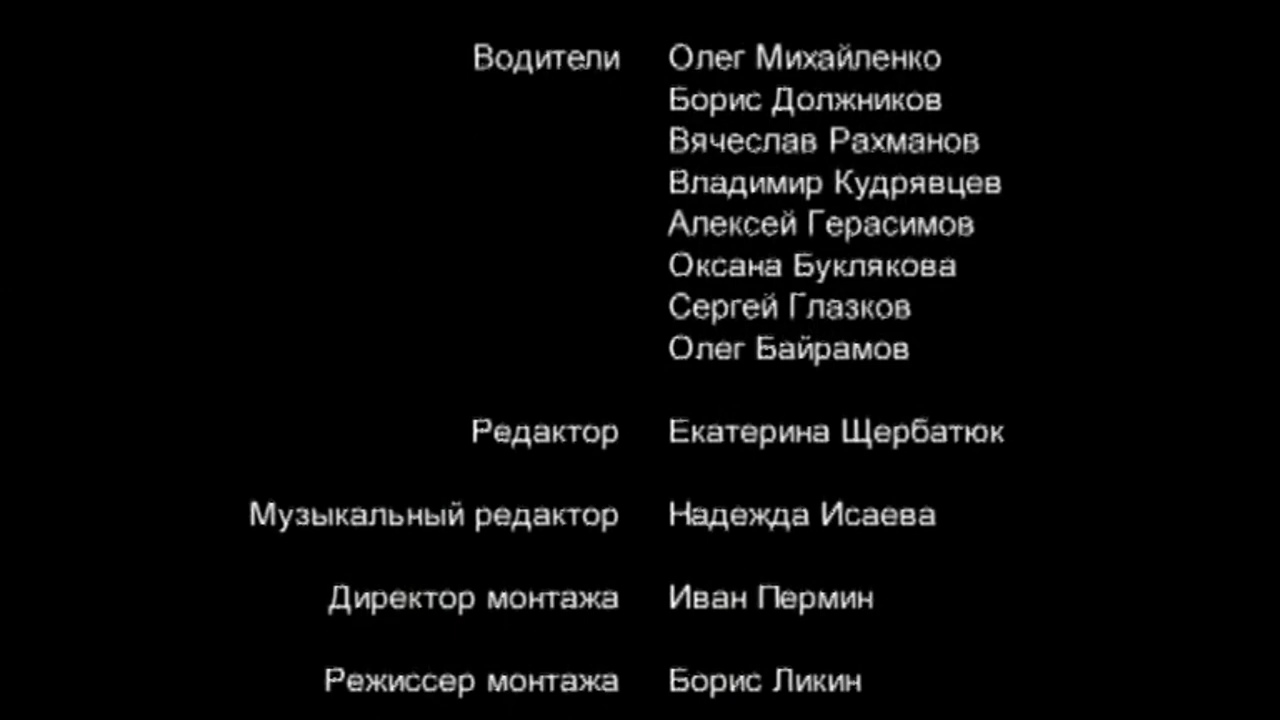 Водители Олег Михайленко
Борис Должников
Вячеслав Рахманов
Владимир Кудрявцев
Алексей Герасимов
Оксана Буклякова
Сергей Глазков
Олег Байрамов
Редактор Екатерина Щербатюк
Музыкальный редактор Надежда Исаева
Директор монтажа Иван Пермин
Режиссер монтажа Борис Ликин